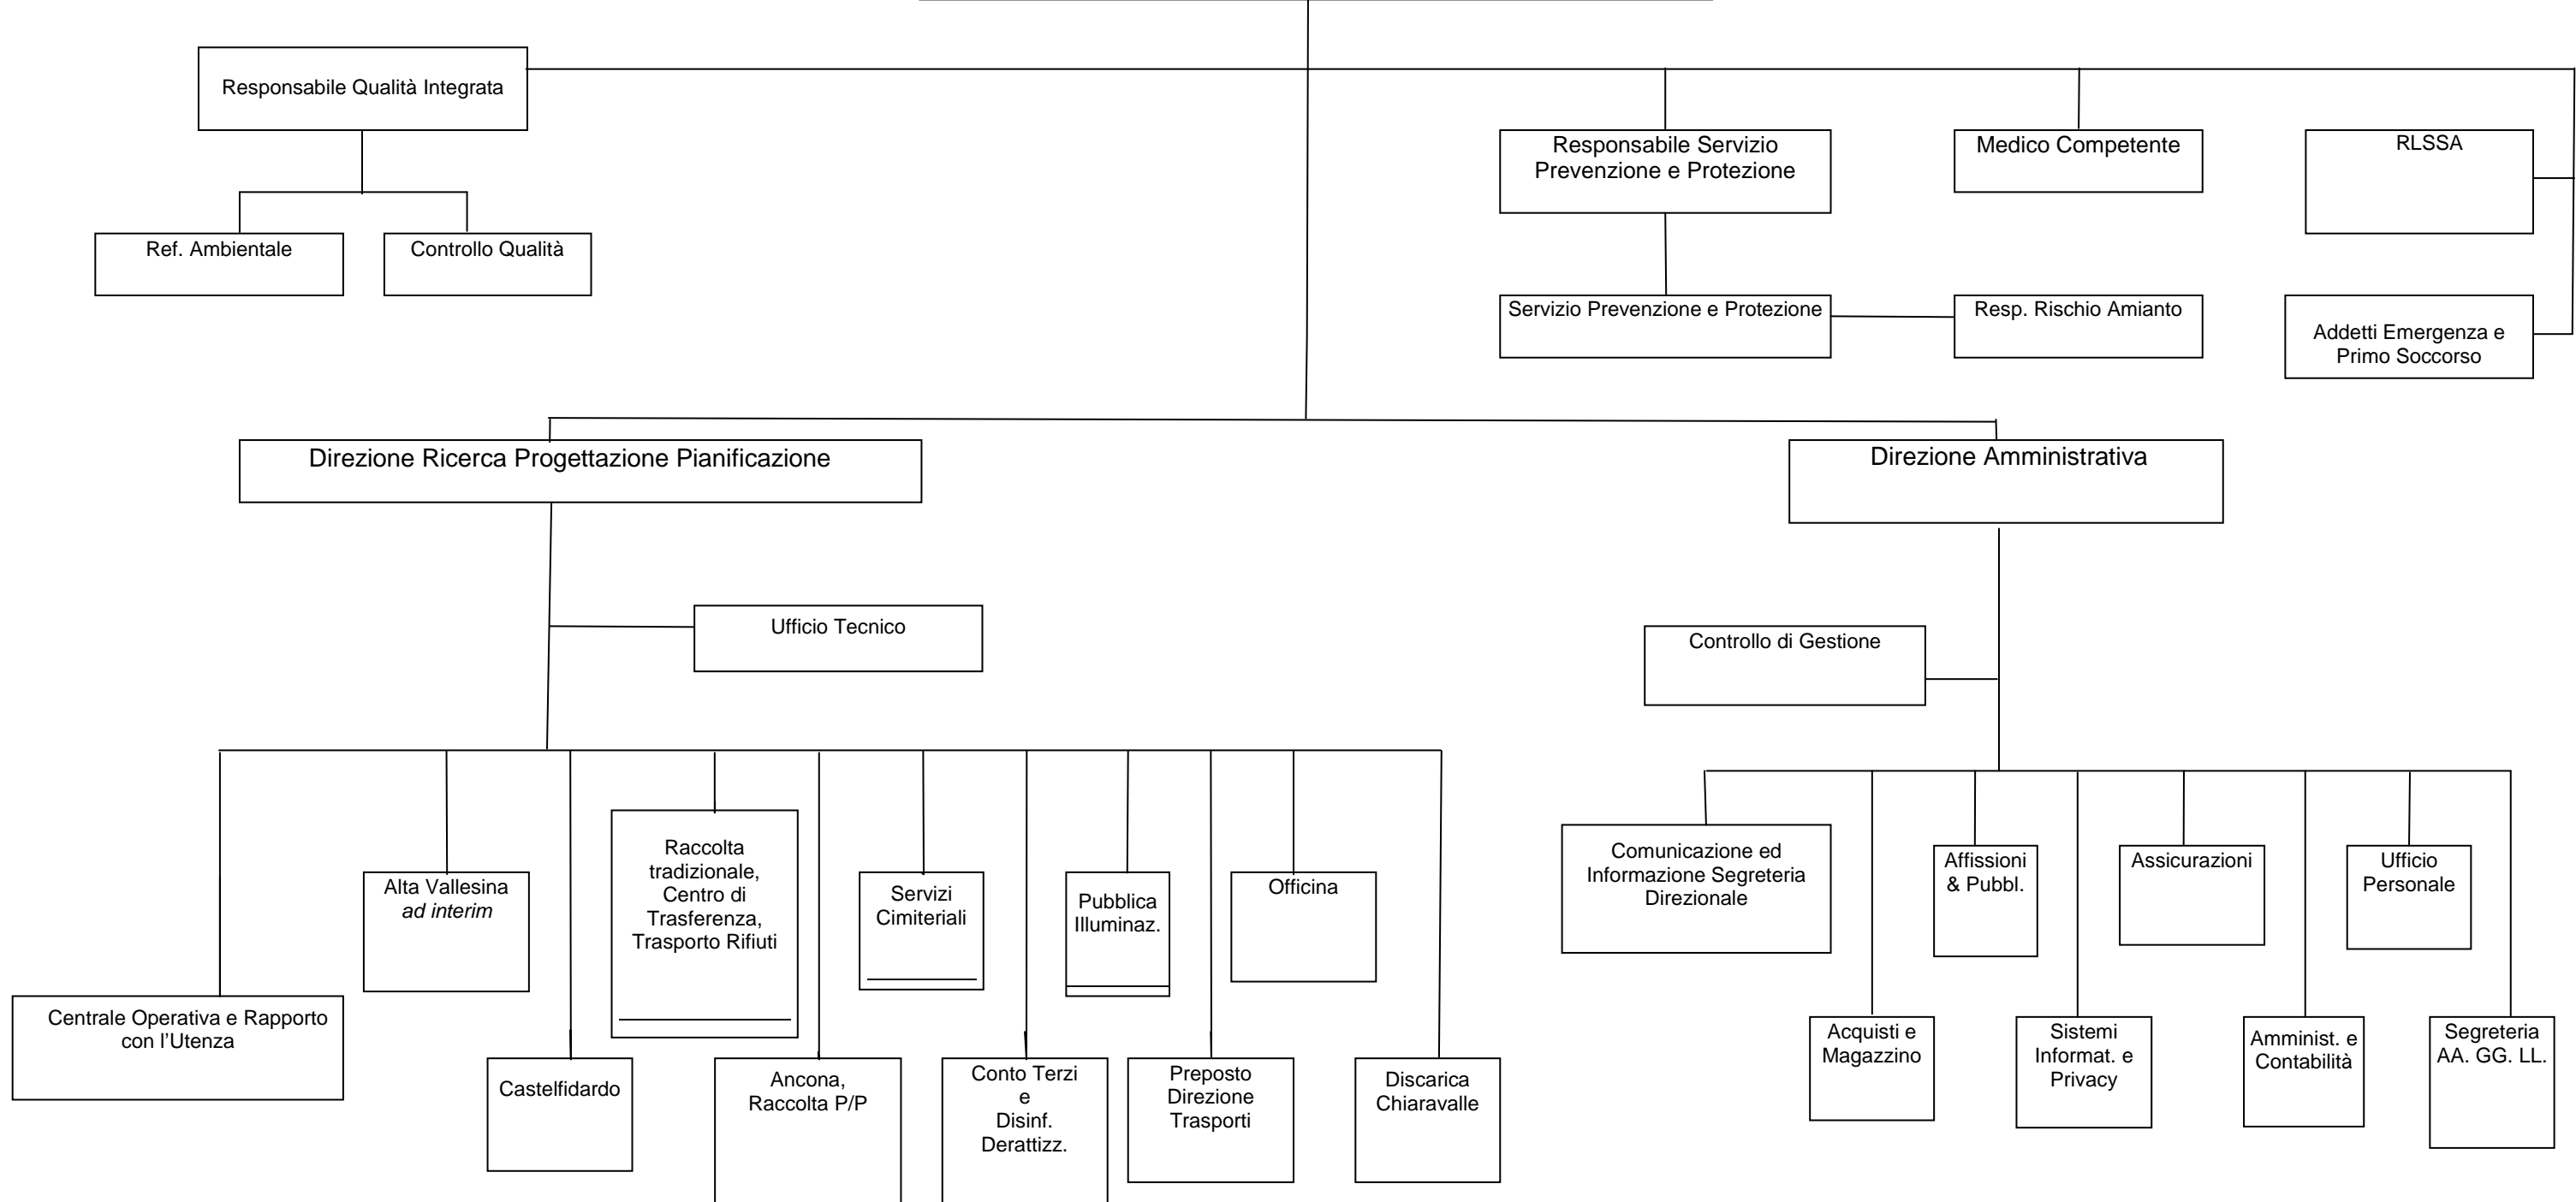 Responsabile Qualità Integrata
Responsabile Servizio
Prevenzione e Protezione
Medico Competente
RLSSA
Ref. Ambientale
Controllo Qualità
Servizio Prevenzione e Protezione
Resp. Rischio Amianto
Addetti Emergenza e
Primo Soccorso
Direzione Ricerca Progettazione Pianificazione
Direzione Amministrativa
Ufficio Tecnico
Controllo di Gestione
Centrale Operativa e Rapporto
con l'Utenza
Alta Vallesina
ad interim
Castelfidardo
Raccolta
tradizionale,
Centro di
Trasferenza,
Trasporto Rifiuti
Ancona,
Raccolta P/P
Servizi
Cimiteriali
Conto Terzi
e
Disinf.
Derattizz.
Pubblica
Illuminaz.
Preposto
Direzione
Trasporti
Officina
Discarica
Chiaravalle
Comunicazione ed
Informazione Segreteria
Direzionale
Acquisti e
Magazzino
Affissioni
& Pubbl.
Sistemi
Informat. e
Privacy
Assicurazioni
Amminist. e
Contabilità
Ufficio
Personale
Segreteria
AA. GG. LL.